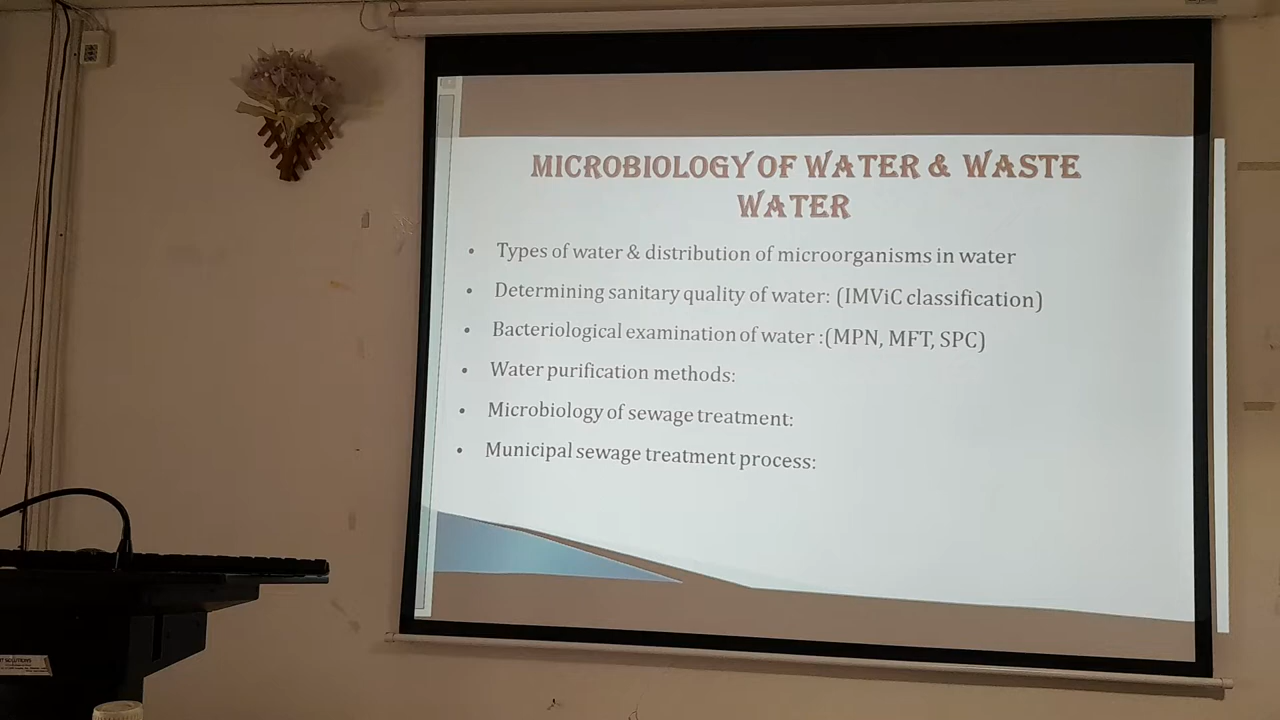 MICROBIOLOGY OF WATER & WASTE
WATER
• Types of water & distribution of microorganisms in water
• Determining sanitary quality of water: (IMViC classification)
• Bacteriological examination of water :(MPN, MFT, SPC)
• Water purification methods:
• Microbiology of sewage treatment:
• Municipal sewage treatment process:
SOLUTIONS